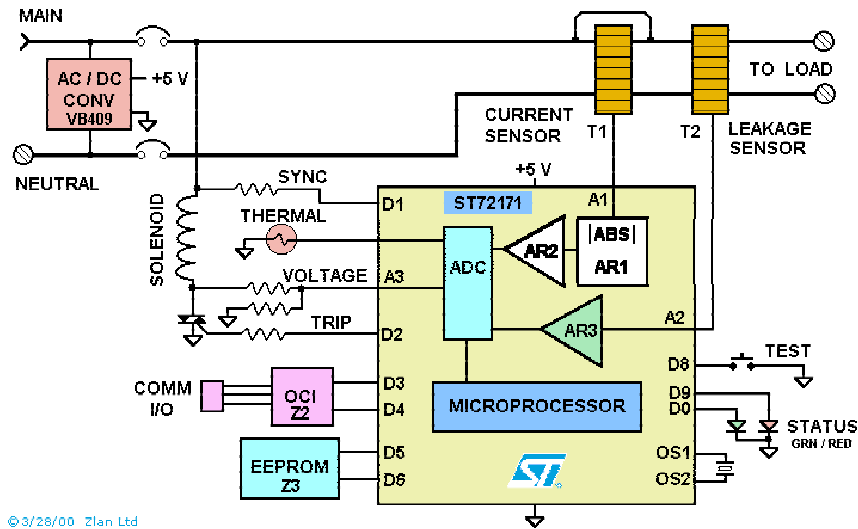 MAIN
AC / DC
CONV
VB409
+5 V
NEUTRAL
TO LOAD
CURRENT
SENSOR
T1
T2
LEAKAGE
SENSOR
+5 V
SOLENOID
SYNC
D1
ST72171
A1
THERMAL
ADC
AR2
|ABS|
AR1
VOLTAGE
A3
TRIP
D2
AR3
A2
D8
TEST
COMM
I/O
OCI
Z2
D3
D4
MICROPROCESSOR
D9
D0
STATUS
GRN / RED
EEPROM
Z3
D5
D6
ST
OS1
OS2
©3/28/00 Zlan Ltd